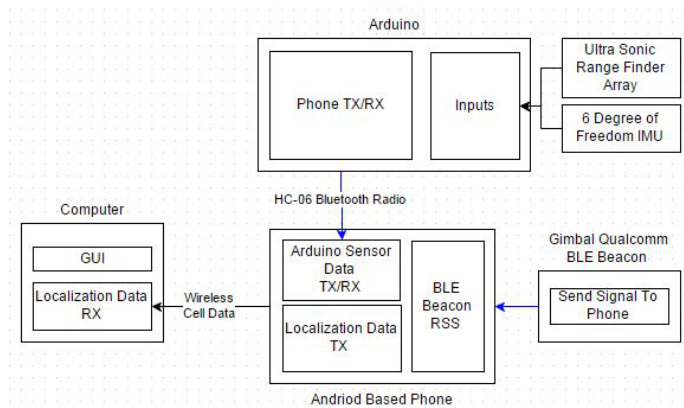 Arduino
Phone TX/RX
Inputs
Ultra Sonic
Range Finder
Array
6 Degree of
Freedom IMU
HC-06 Bluetooth Radio
Computer
GUI
Localization Data
RX
Wireless
Cell Data
Arduino Sensor
Data
TX/RX
Localization Data
TX
BLE
Beacon
RSS
Gimbal Qualcomm
BLE Beacon
Send Signal To
Phone
Andriod Based Phone